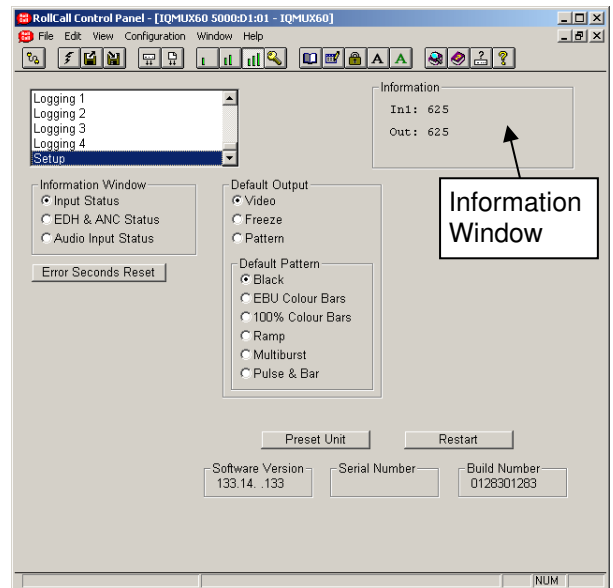 RollCall Control Panel - [IQMUX60 5000:D1:01 - IQMUX60]
File Edit View Configuration Window Help
Logging 1
Logging 2
Logging 3
Logging 4
Setup
Information
In1: 625
Out: 625
Information
Window
Information Window
Input Status
EDH & ANC Status
Audio Input Status
Error Seconds Reset
Default Output
Video
Freeze
Pattern
Default Pattern
Black
EBU Colour Bars
100% Colour Bars
Ramp
Multiburst
Pulse & Bar
Preset Unit
Restart
Software Version
133.14. .133
Serial Number
Build Number
0128301283
NUM